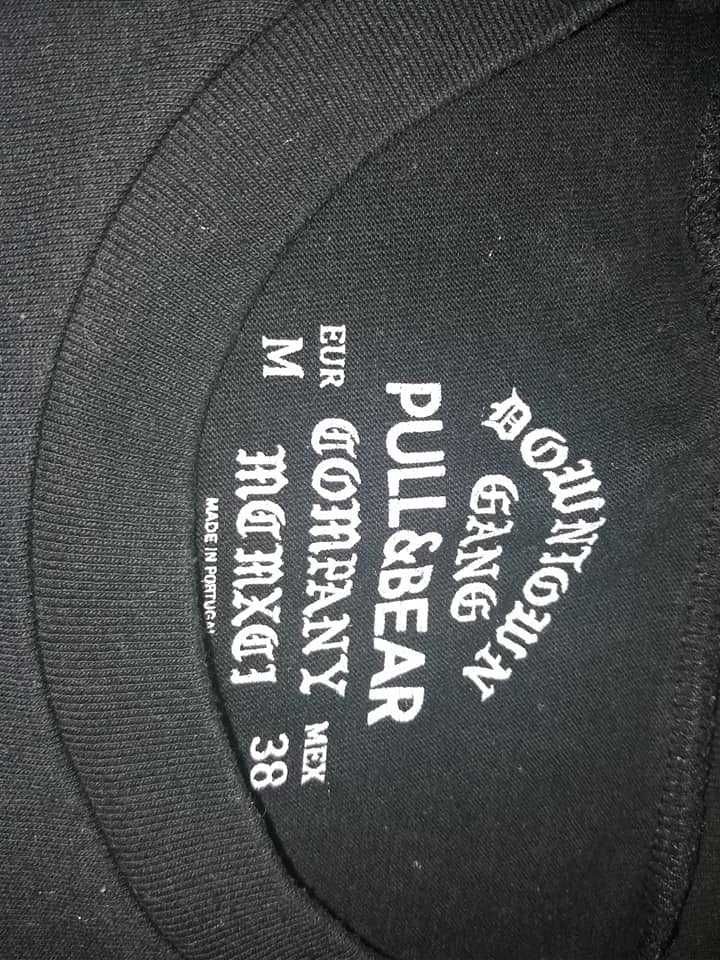 DOWNTOWN
GANG
PULL&BEAR
EUR COMPANY MEX
M MCMXCI 38
MADE IN PORTUGAL